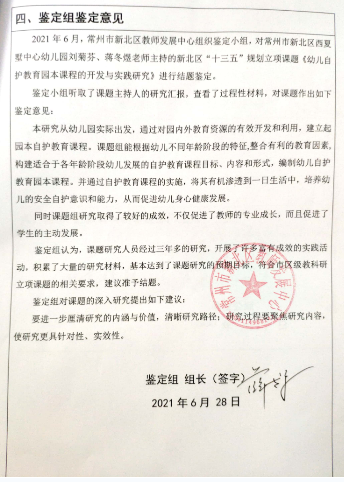 四、鉴定组鉴定意见
2021年6月，常州市新北区教师发展中心组织鉴定小组，对常州市新北区西夏
墅中心幼儿园刘菊芬、蒋冬煜老师主持的新北区“十三五”规划立项课题《幼儿自
护教育园本课程的开发与实践研究》进行结题鉴定。
鉴定小组听取了课题主持人的研究汇报，查看了过程性材料，对课题作出如下
鉴定意见：
本研究从幼儿园实际出发，通过对园内外教育资源的有效开发和利用，建立起
园本自护教育课程。课题组能根据幼儿不同年龄阶段的特征,整合有利的教育因素,
构建适合于各年龄阶段幼儿发展的自护教育课程目标、内容和形式，编制幼儿自护
教育园本课程。并通过自护教育课程的实施，将其有机渗透到一日生活中，培养幼
儿的安全自护意识和能力，从而促进幼儿身心健康发展。
同时课题组研究取得了较好的成效，不仅促进了教师的专业成长，而且促进了
学生的主动发展。
鉴定组认为，课题研究人员经过三年多的研究，开展了许多富有成效的实践活
动，积累了大量的研究材料，基本达到了课题研究的预期目标，符合市区级教科研
立项课题的相关要求，建议准予结题。
鉴定组对课题的深入研究提出如下建议：
要进一步厘清研究的内涵与价值，清晰研究路径；研究过程要聚焦研究内容，
使研究更具针对性、实效性。
常州市新北区教师发展中心
鉴定组 组长（签字）
2021年6月28日